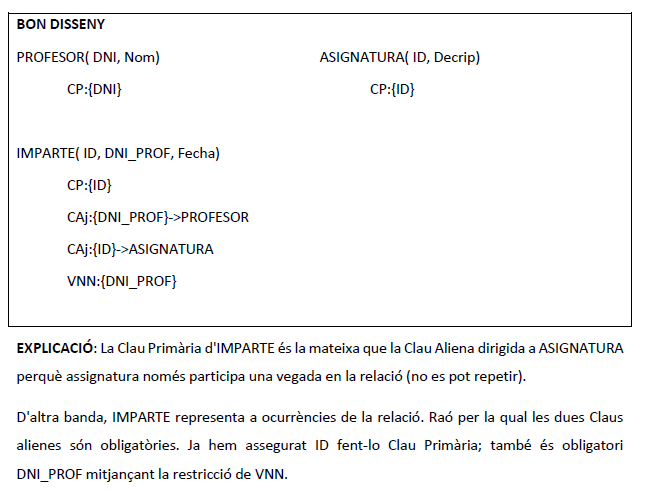 BON DISSENY
PROFESOR( DNI, Nom) ASIGNATURA( ID, Decrip)
CP:{DNI} CP:{ID}
IMPARTE( ID, DNI_PROF, Fecha)
CP:{ID}
CAj:{DNI_PROF}->PROFESOR
CAj:{ID}->ASIGNATURA
VNN:{DNI_PROF}
EXPLICACIÓ: La Clau Primària d'IMPARTE és la mateixa que la Clau Aliena dirigida a ASIGNATURA
perquè assignatura només participa una vegada en la relació (no es pot repetir).
D'altra banda, IMPARTE representa a ocurrències de la relació. Raó per la qual les dues Claus
alienes són obligatòries. Ja hem assegurat ID fent-lo Clau Primària; també és obligatori
DNI_PROF mitjançant la restricció de VNN.